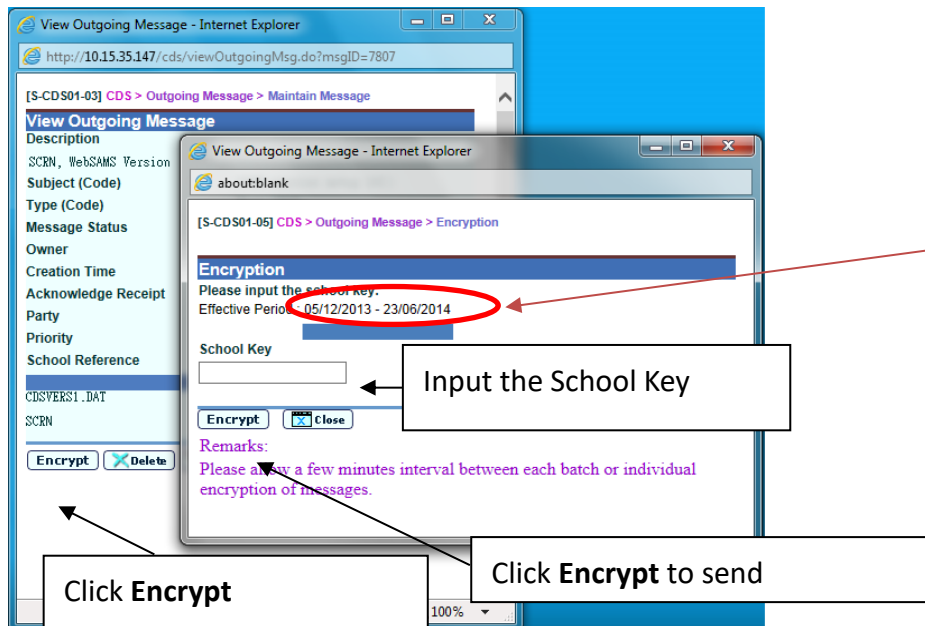 View Outgoing Message - Internet Explorer
http://10.15.35.147/cds/viewOutgoingMsg.do?msgID=7807
[S-CDS01-03] CDS > Outgoing Message > Maintain Message
View Outgoing Message
Description
SCRN, WebSAMS Version
Subject (Code)
Type (Code)
Message Status
Owner
Creation Time
Acknowledge Receipt
Party
Priority
School Reference
CDSVERS1.DAT
SCRN
Encrypt Delete
View Outgoing Message - Internet Explorer
about:blank
[S-CDS01-05] CDS > Outgoing Message > Encryption
Encryption
Please input the school key:
Effective Period : 05/12/2013 - 23/06/2014
School Key
Input the School Key
Encrypt Close
Remarks:
Please allow a few minutes interval between each batch or individual
encryption of messages.
Click Encrypt to send
Click Encrypt
100%